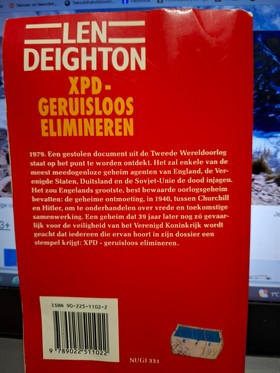 LEN
DEIGHTON
XPD -
GERUISLOOS
ELIMINEREN
1979. Een gestolen document uit de Tweede Wereldoorlog
staat op het punt te worden ontdekt. Het zal enkele van de
meest meedogenloze geheim agenten van Engeland, de Ver-
enigde Staten, Duitsland en de Sovjet-Unie de dood injagen.
Het zou Engelands grootste, best bewaarde oorlogsgeheim
bevatten: de geheime ontmoeting, in 1940, tussen Churchill
en Hitler, om te onderhandelen over vrede en toekomstige
samenwerking. Een geheim dat 39 jaar later nog zó gevaar-
lijk voor de veiligheid van het Verenigd Koninkrijk wordt
geacht dat iedereen die ervan hoort in zijn dossier een
stempel krijgt: XPD - geruisloos elimineren.
ISBN 90-225-1102-2
9 789022 511022
NUGI 331